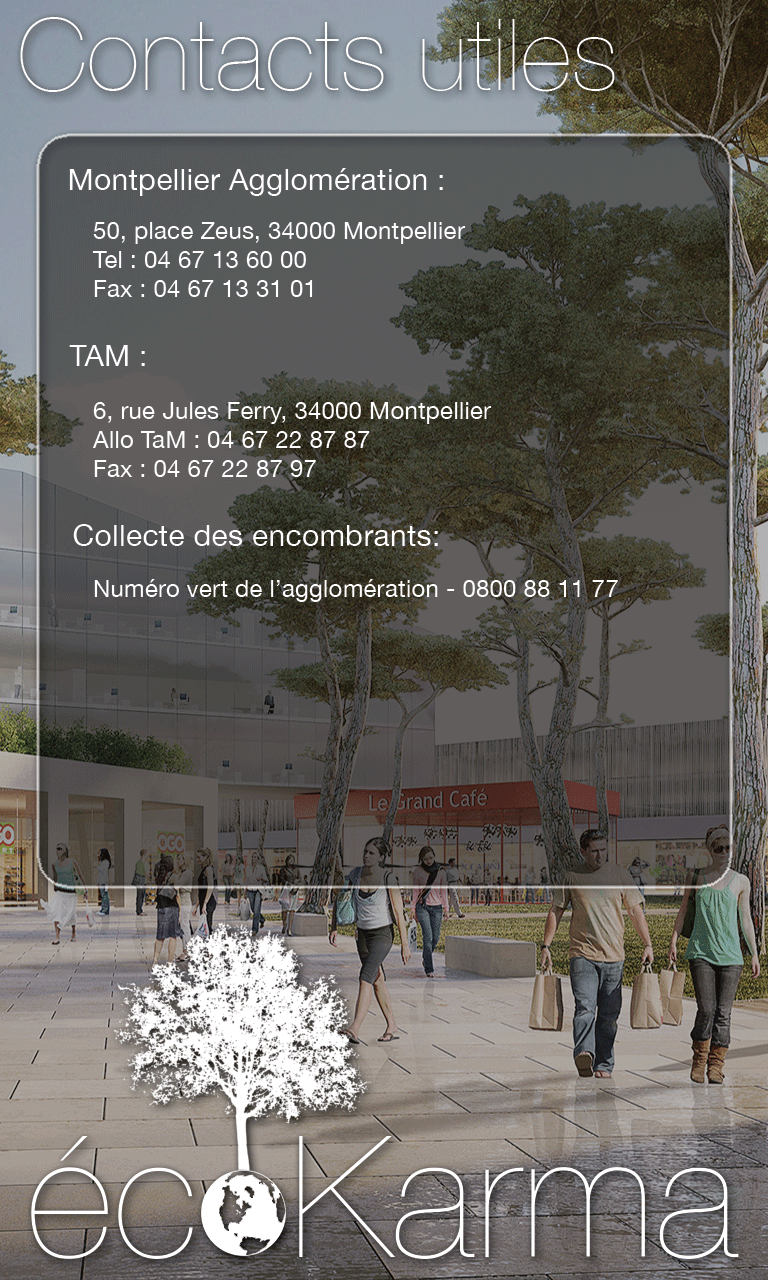 Contacts utiles
Montpellier Agglomération :
50, place Zeus, 34000 Montpellier
Tel : 04 67 13 60 00
Fax : 04 67 13 31 01
TAM :
6, rue Jules Ferry, 34000 Montpellier
Allo TaM : 04 67 22 87 87
Fax : 04 67 22 87 97
Collecte des encombrants:
Numéro vert de l’agglomération - 0800 88 11 77
Le Grand Café
écoKarma